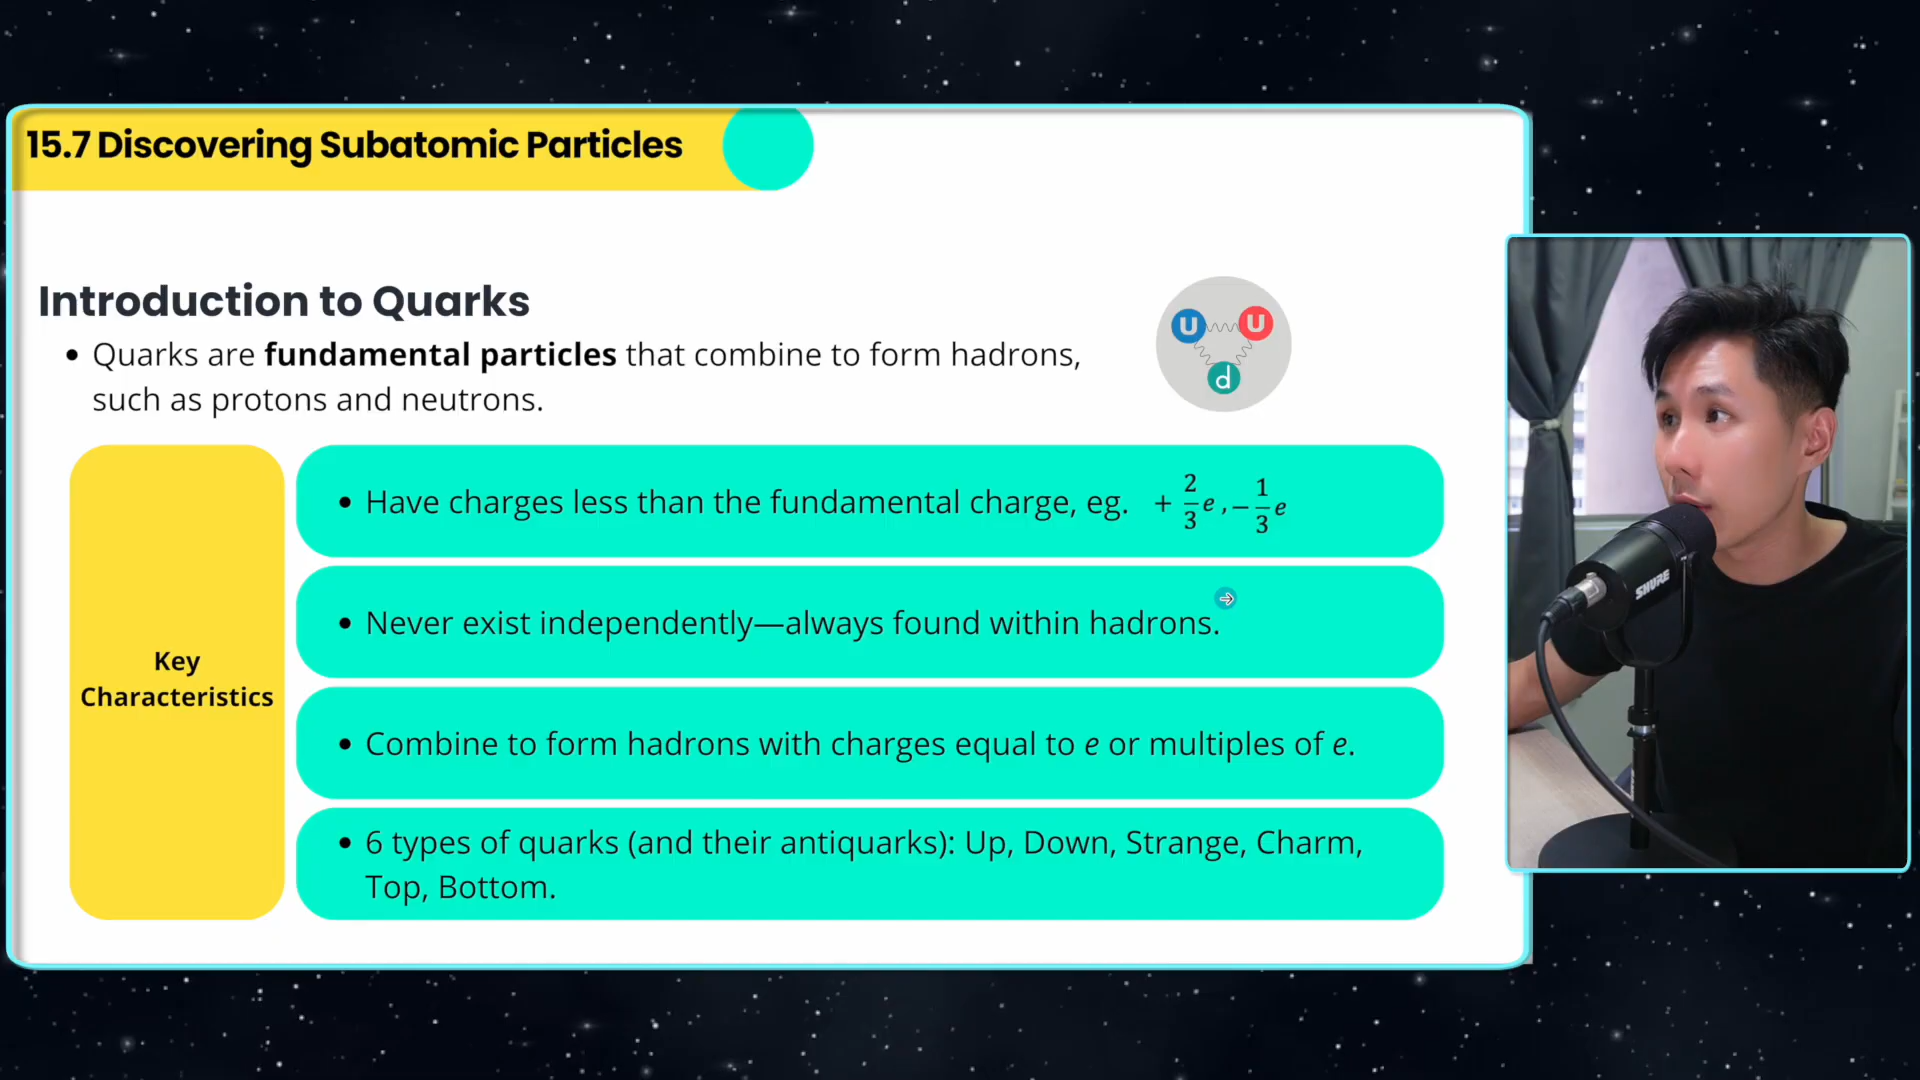 15.7 Discovering Subatomic Particles
Introduction to Quarks
• Quarks are fundamental particles that combine to form hadrons,
such as protons and neutrons.
U U
d
Key
Characteristics
• Have charges less than the fundamental charge, eg. + 2/3 e , − 1/3 e
• Never exist independently—always found within hadrons.
• Combine to form hadrons with charges equal to e or multiples of e.
• 6 types of quarks (and their antiquarks): Up, Down, Strange, Charm,
Top, Bottom.
SHURE